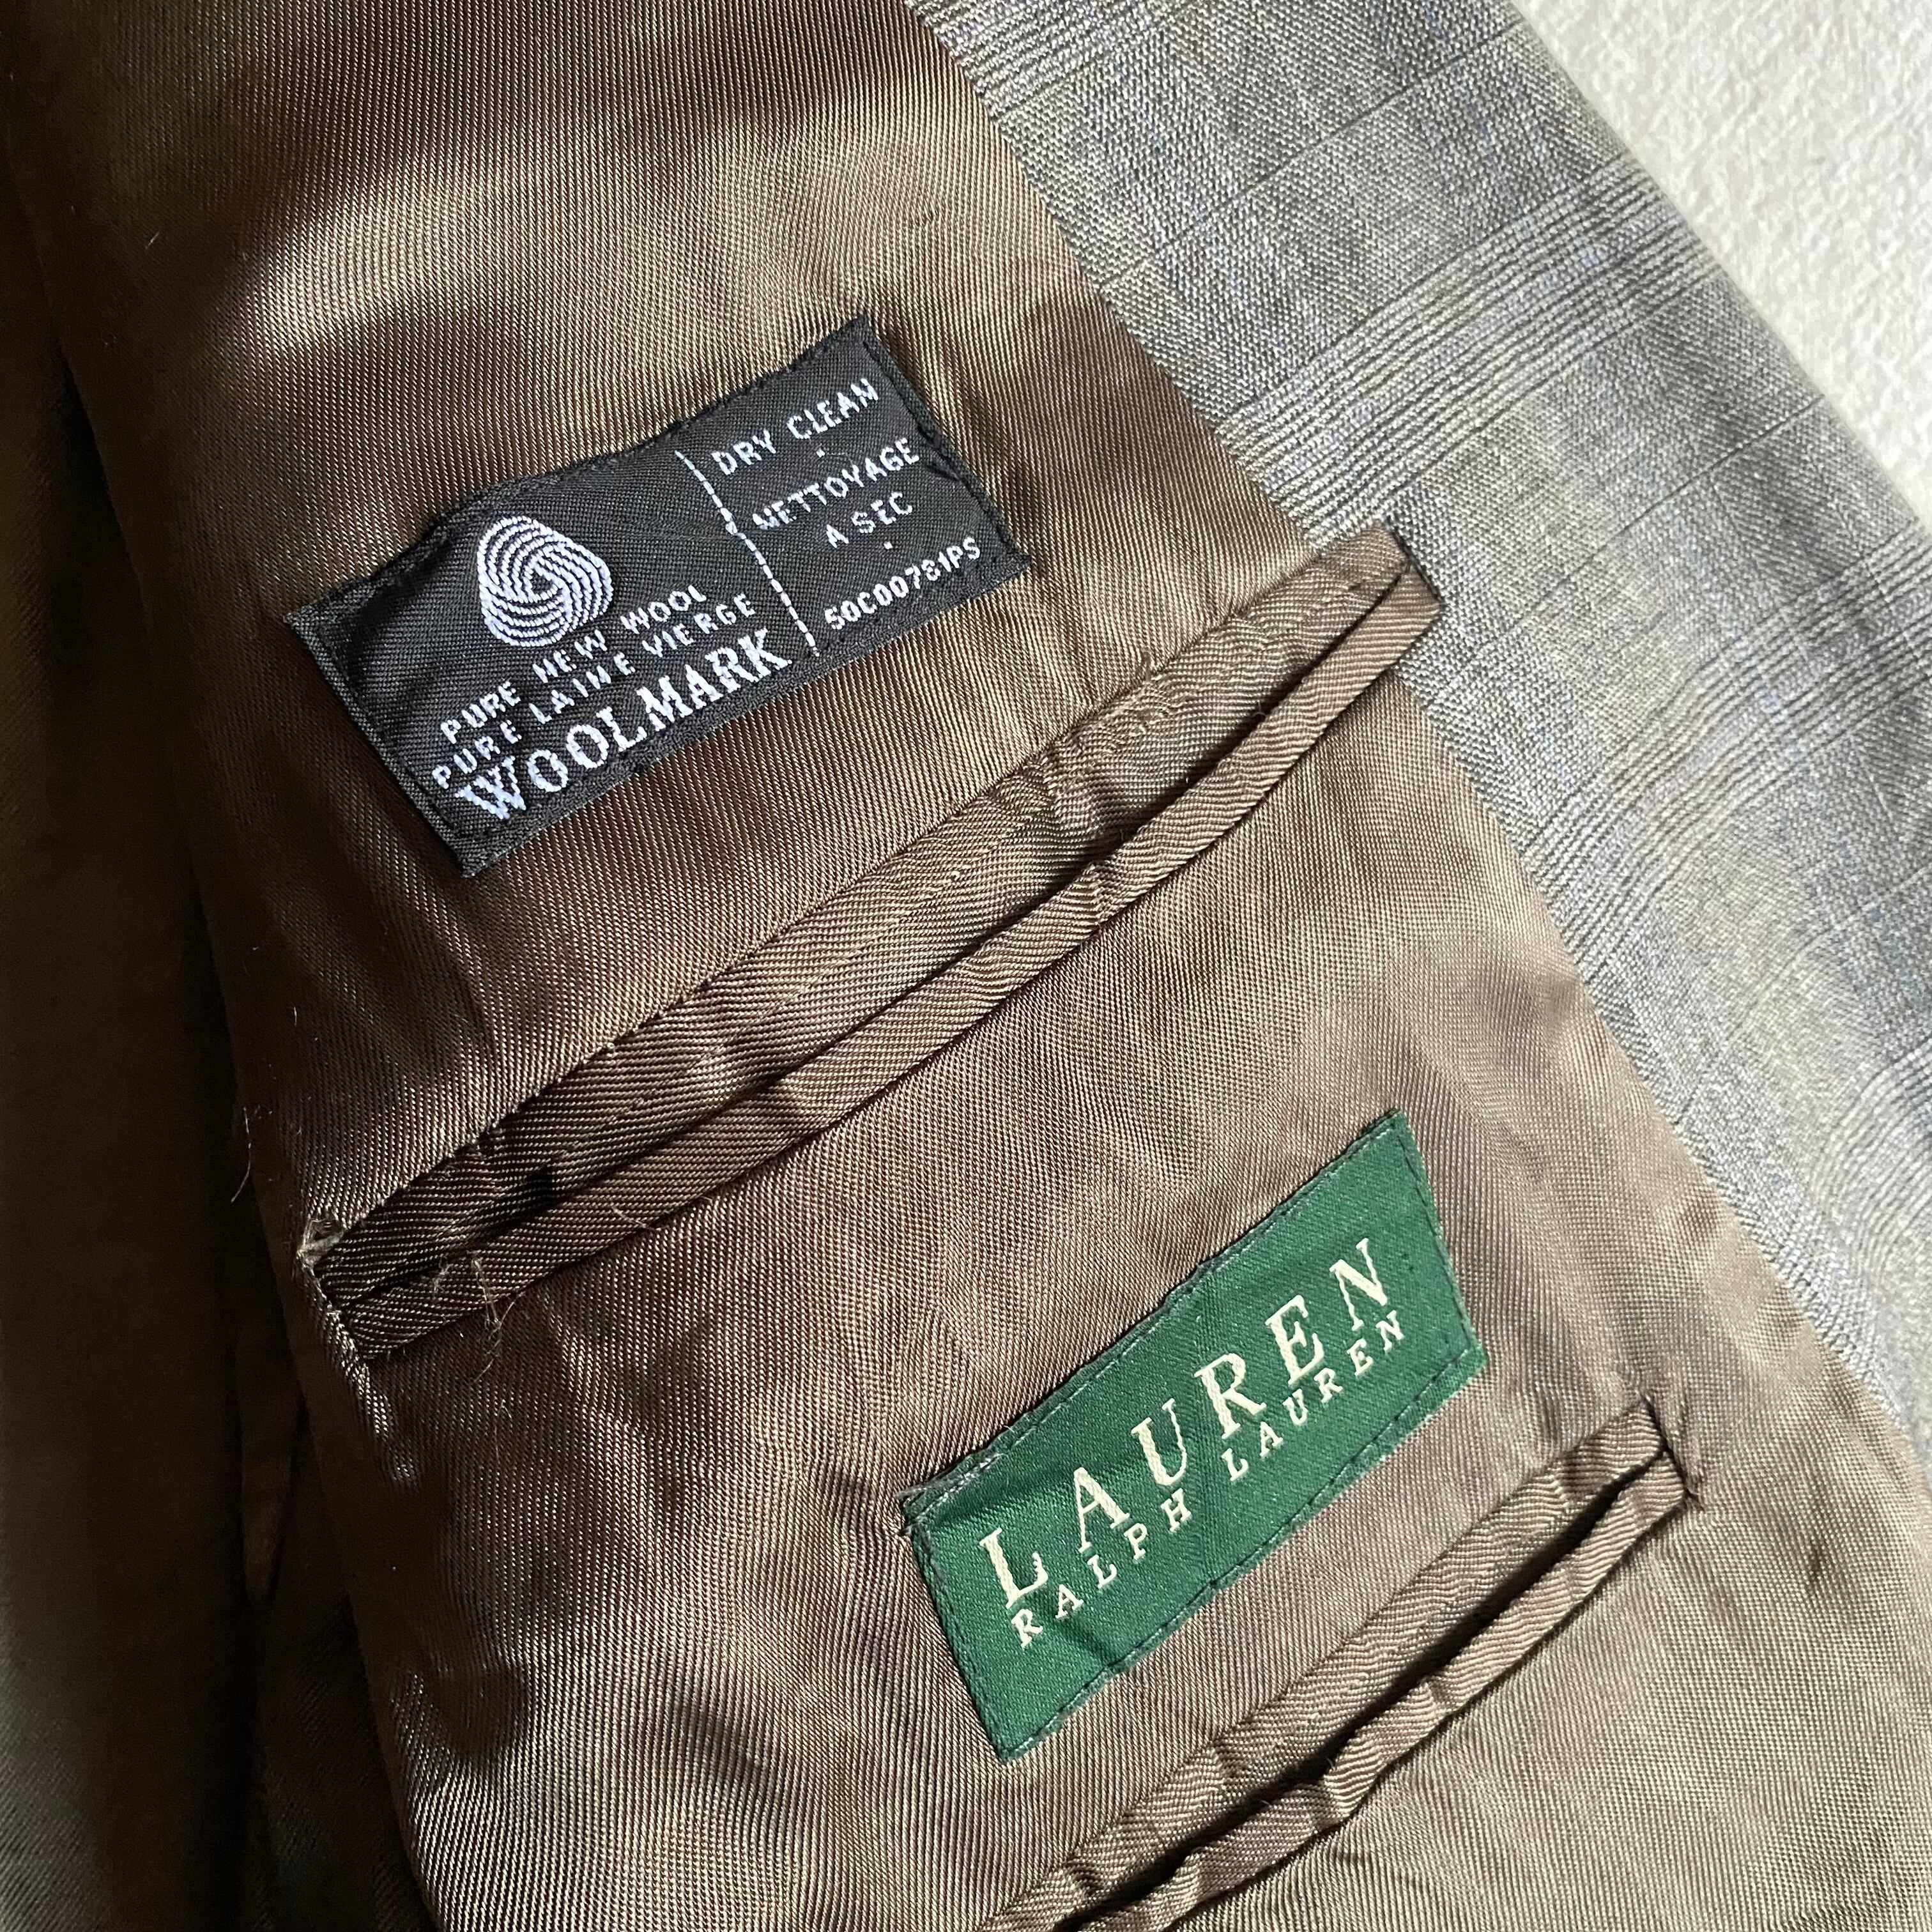 PURE NEW WOOL
PURE LAINE VIERGE
WOOLMARK
DRY CLEAN
NETTOYAGE
A SEC
50C00781PS
LAUREN
RALPH LAUREN